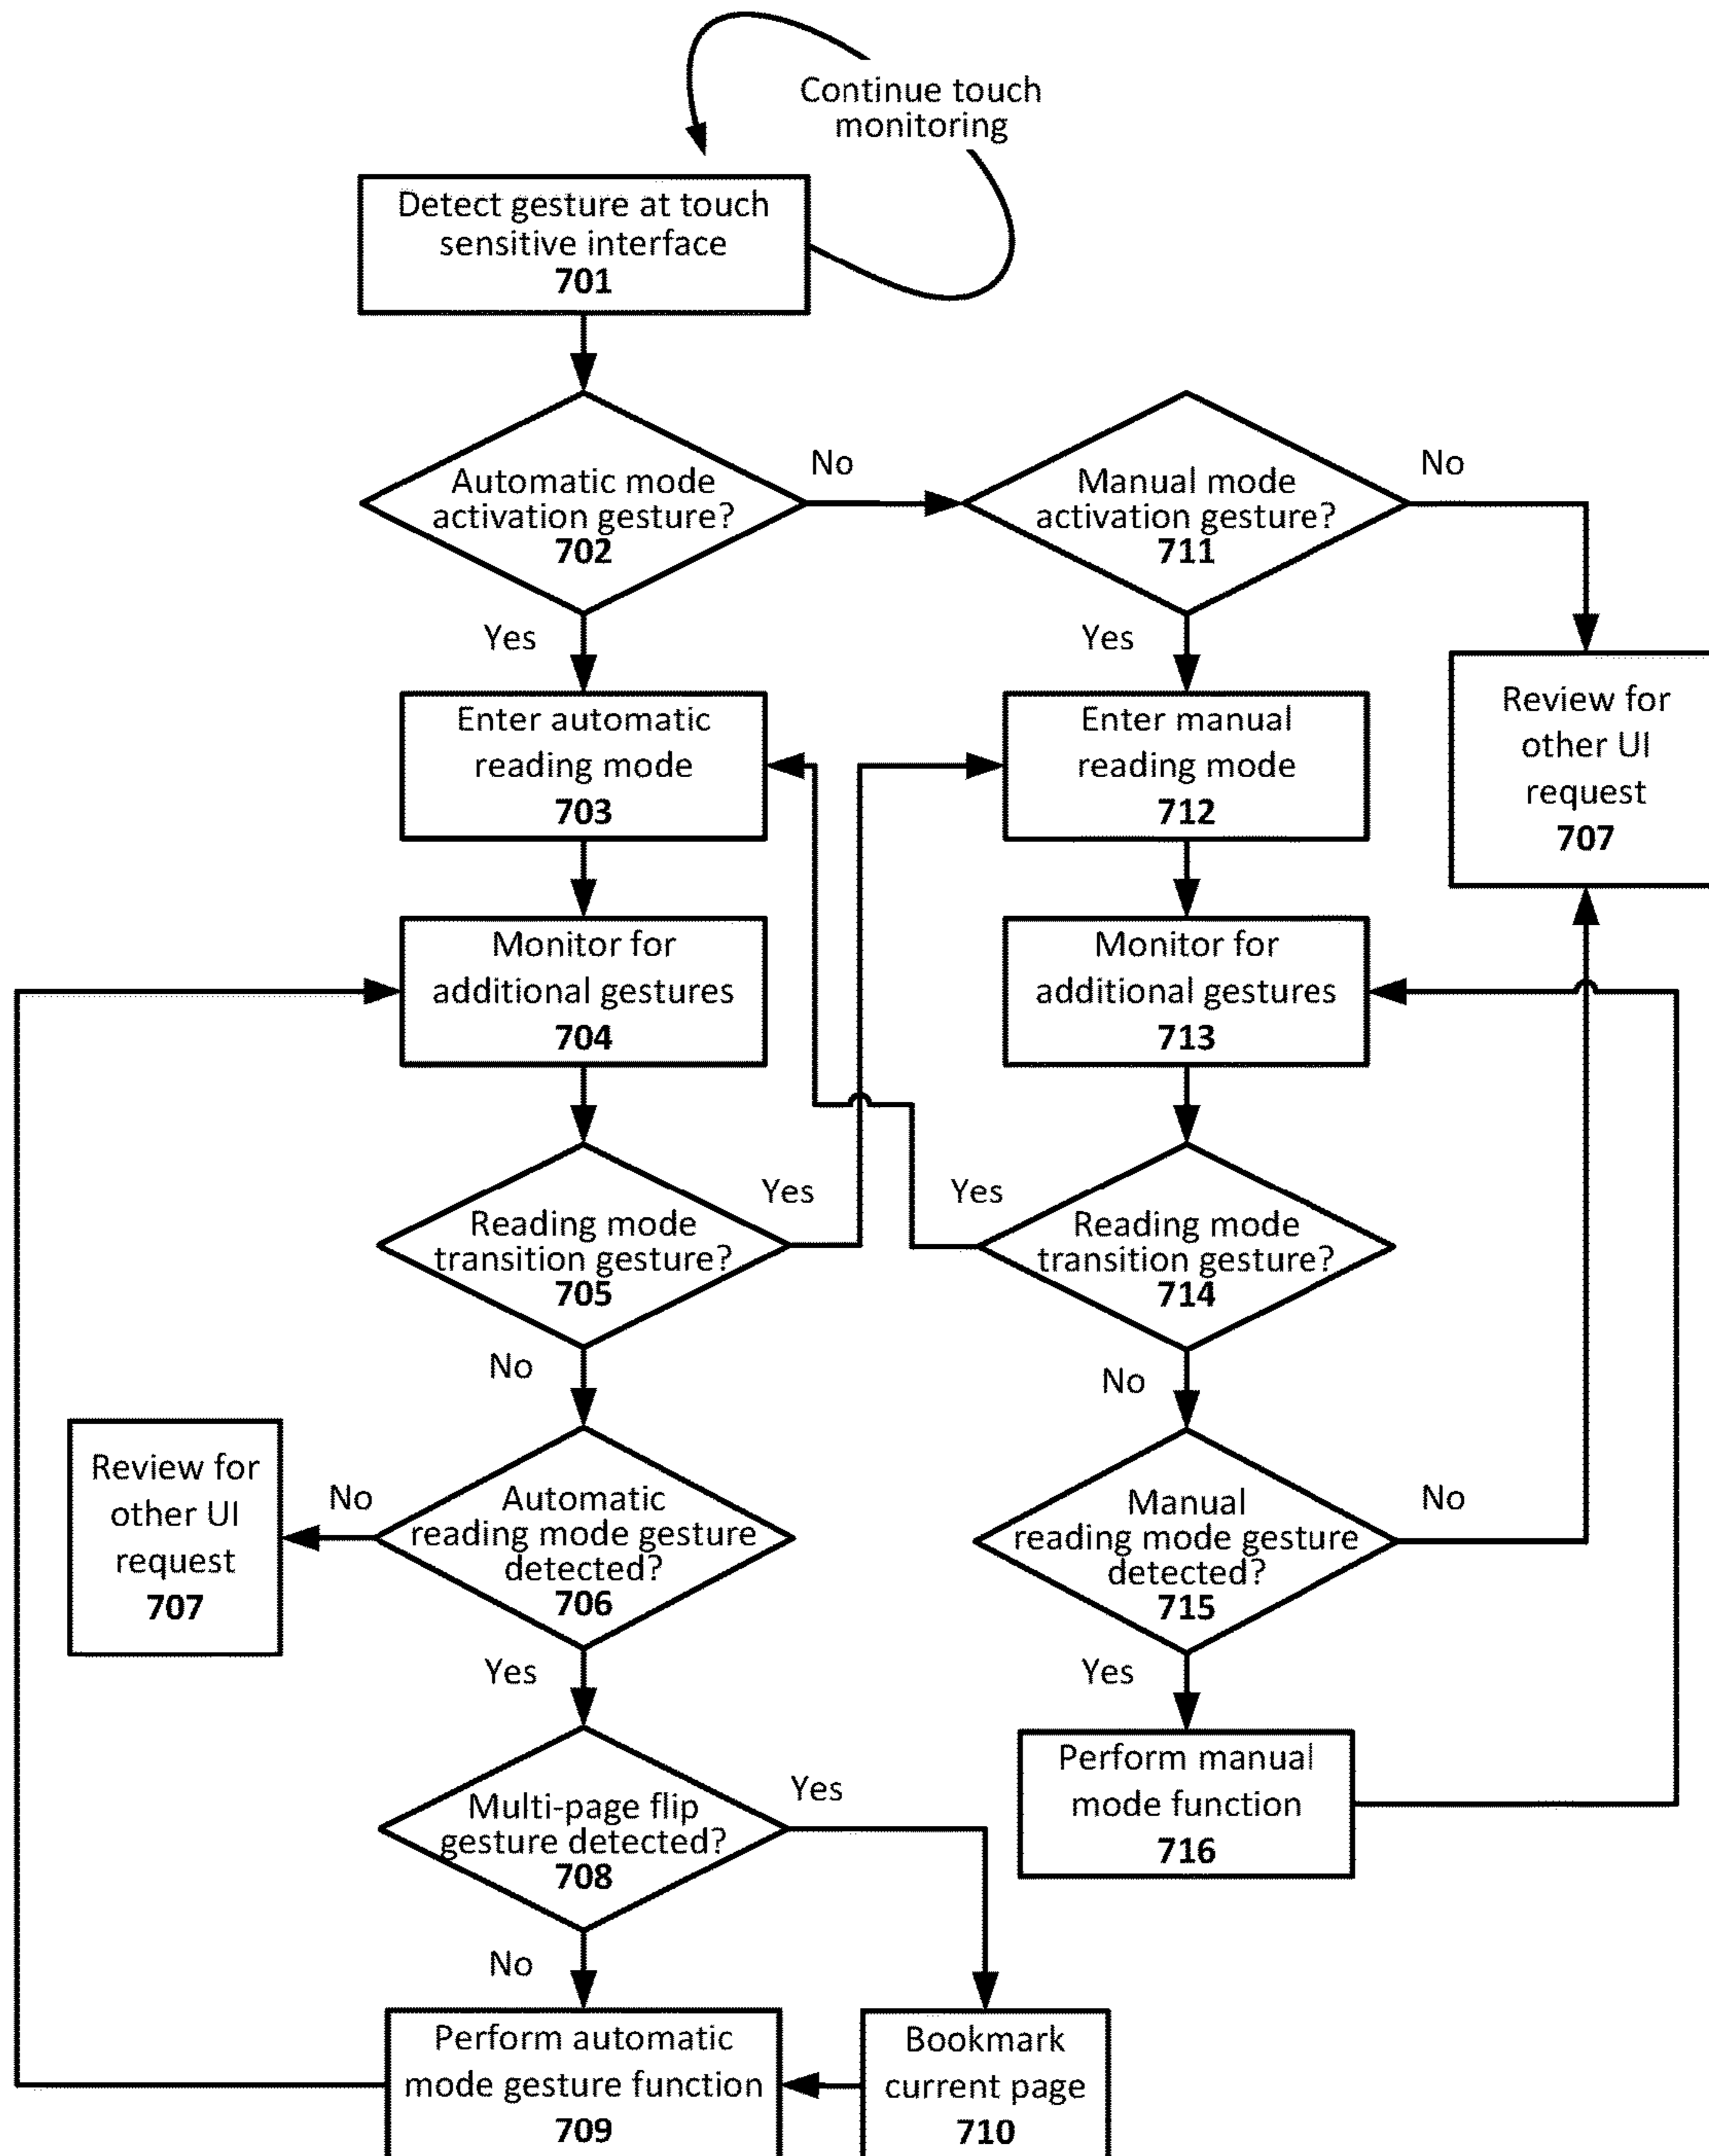 Continue touch
monitoring
Detect gesture at touch
sensitive interface
701
Automatic mode
activation gesture?
702
No
Manual mode
activation gesture?
711
No
Yes
Yes
Enter automatic
reading mode
703
Enter manual
reading mode
712
Review for
other UI
request
707
Monitor for
additional gestures
704
Monitor for
additional gestures
713
Reading mode
transition gesture?
705
Yes
Yes
Reading mode
transition gesture?
714
No
No
Review for
other UI
request
707
No
Automatic
reading mode gesture
detected?
706
Manual
reading mode gesture
detected?
715
No
Yes
Yes
Multi-page flip
gesture detected?
708
Yes
Perform manual
mode function
716
No
Perform automatic
mode gesture function
709
Bookmark
current page
710